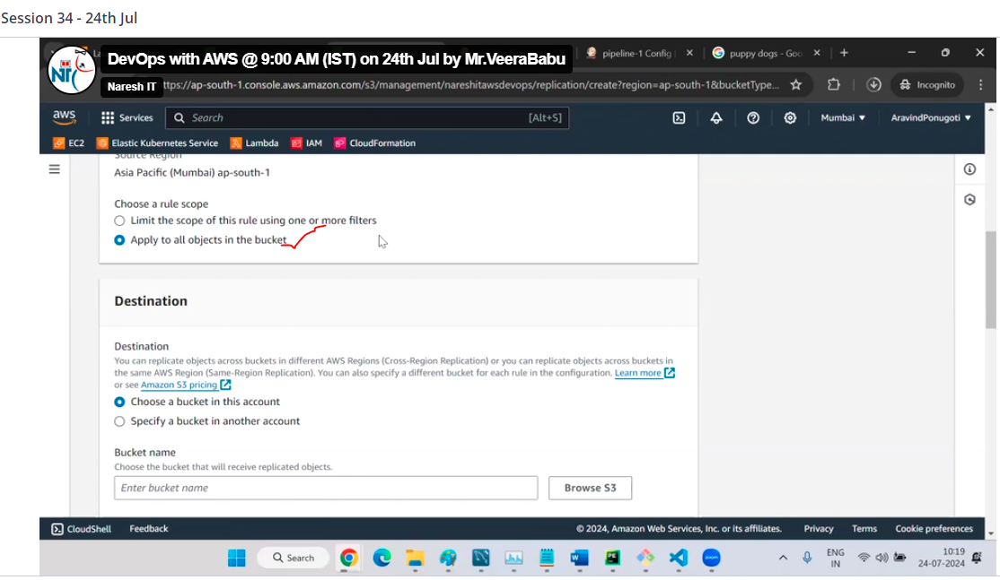 Session 34 - 24th Jul
DevOps with AWS @ 9:00 AM (IST) on 24th Jul by Mr.VeeraBabu
pipeline-1 Config
puppy dogs - Goo
Naresh IT
ttps://ap-south-1.console.aws.amazon.com/s3/management/nareshitawsdevops/replication/create?region=ap-south-1&bucketType...
Incognito
aws
Services
Search
[Alt+S]
Mumbai
AravindPonugoti
EC2
Elastic Kubernetes Service
Lambda
IAM
CloudFormation
Source Region
Asia Pacific (Mumbai) ap-south-1
Choose a rule scope
Limit the scope of this rule using one or more filters
Apply to all objects in the bucket
Destination
Destination
You can replicate objects across buckets in different AWS Regions (Cross-Region Replication) or you can replicate objects across buckets in
the same AWS Region (Same-Region Replication). You can also specify a different bucket for each rule in the configuration. Learn more
or see Amazon S3 pricing
Choose a bucket in this account
Specify a bucket in another account
Bucket name
Choose the bucket that will receive replicated objects.
Enter bucket name
Browse S3
CloudShell
Feedback
© 2024, Amazon Web Services, Inc. or its affiliates.
Privacy
Terms
Cookie preferences
Search
ENG
IN
10:19
24-07-2024